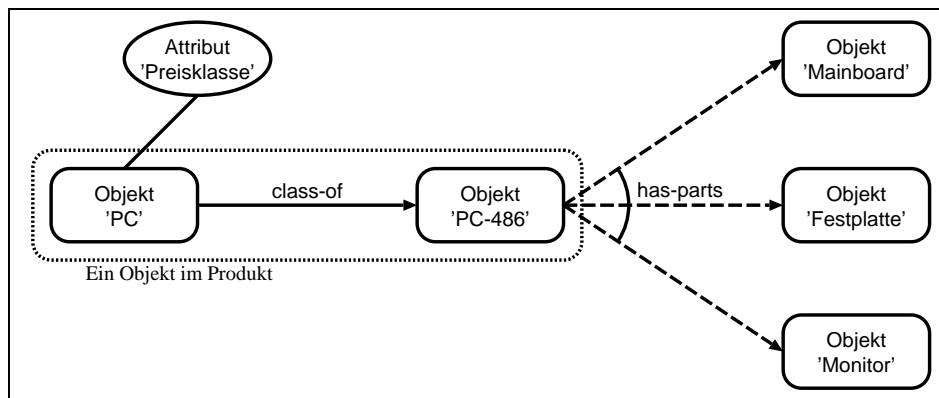 Attribut
’Preisklasse’
Objekt
’Mainboard’
Objekt
’PC’
class-of
Objekt
’PC-486’
has-parts
Objekt
’Festplatte’
Ein Objekt im Produkt
Objekt
’Monitor’